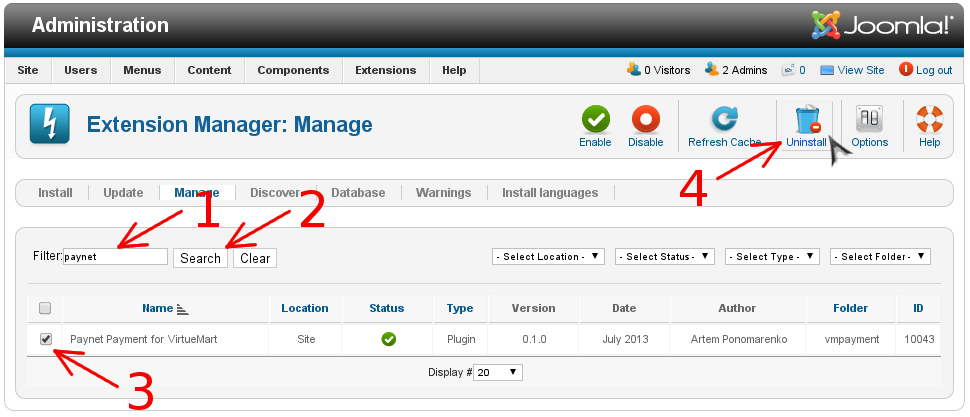 Administration
Joomla!
Site Users Menus Content Components Extensions Help 0 Visitors 2 Admins 0 View Site Log out
Extension Manager: Manage
Enable Disable Refresh Cache Uninstall Options Help
4
Install Update Manage Discover Database Warnings Install languages
1 2
Filter: paynet Search Clear - Select Location - - Select Status - - Select Type - - Select Folder -
Name Location Status Type Version Date Author Folder ID
Paynet Payment for VirtueMart Site Plugin 0.1.0 July 2013 Artem Ponomarenko vmpayment 10043
Display # 20
3